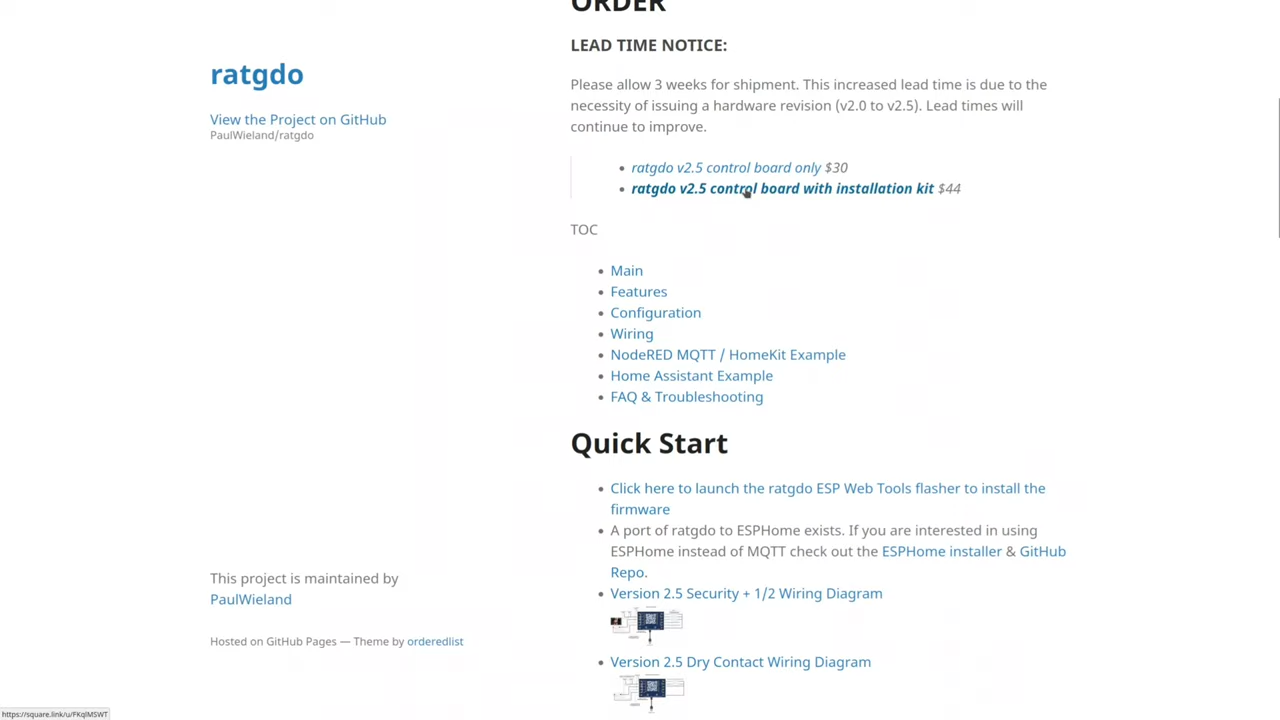 ORDER
LEAD TIME NOTICE:
Please allow 3 weeks for shipment. This increased lead time is due to the
necessity of issuing a hardware revision (v2.0 to v2.5). Lead times will
continue to improve.
ratgdo v2.5 control board only $30
ratgdo v2.5 control board with installation kit $44
TOC
Main
Features
Configuration
Wiring
NodeRED MQTT / HomeKit Example
Home Assistant Example
FAQ & Troubleshooting
Quick Start
Click here to launch the ratgdo ESP Web Tools flasher to install the
firmware
A port of ratgdo to ESPHome exists. If you are interested in using
ESPHome instead of MQTT check out the ESPHome installer & GitHub
Repo.
Version 2.5 Security + 1/2 Wiring Diagram
Version 2.5 Dry Contact Wiring Diagram
ratgdo
View the Project on GitHub
PaulWieland/ratgdo
This project is maintained by
PaulWieland
Hosted on GitHub Pages — Theme by orderedlist